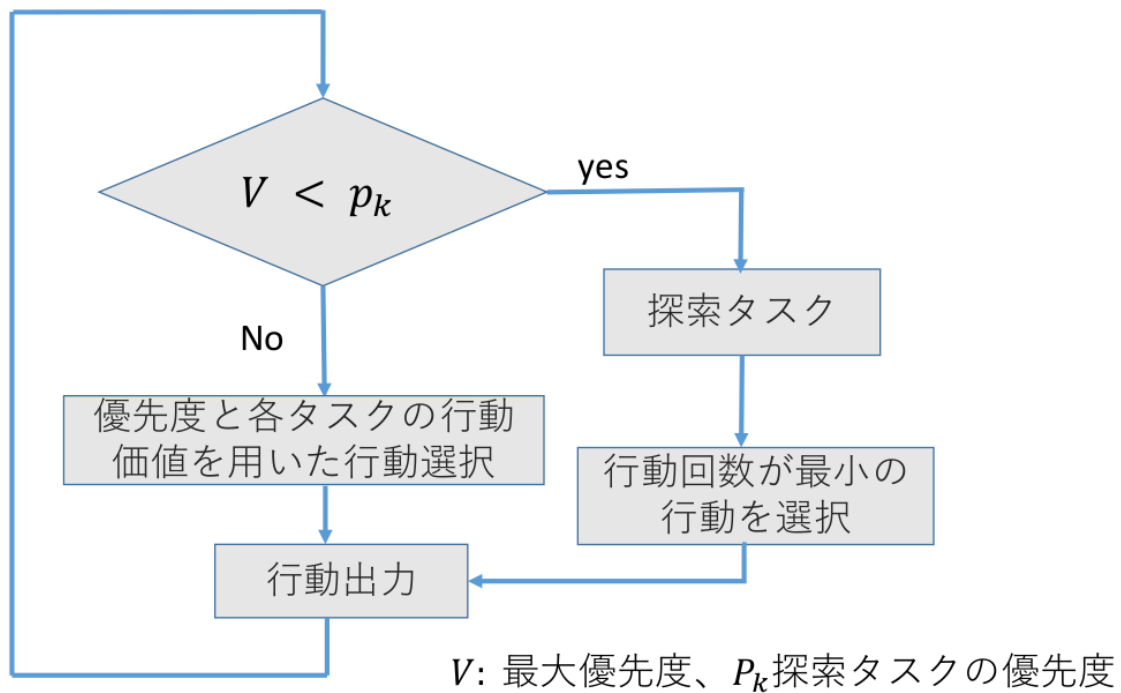 V < p_k
yes
探索タスク
No
優先度と各タスクの行動
価値を用いた行動選択
行動回数が最小の
行動を選択
行動出力
V: 最大優先度、P_k探索タスクの優先度